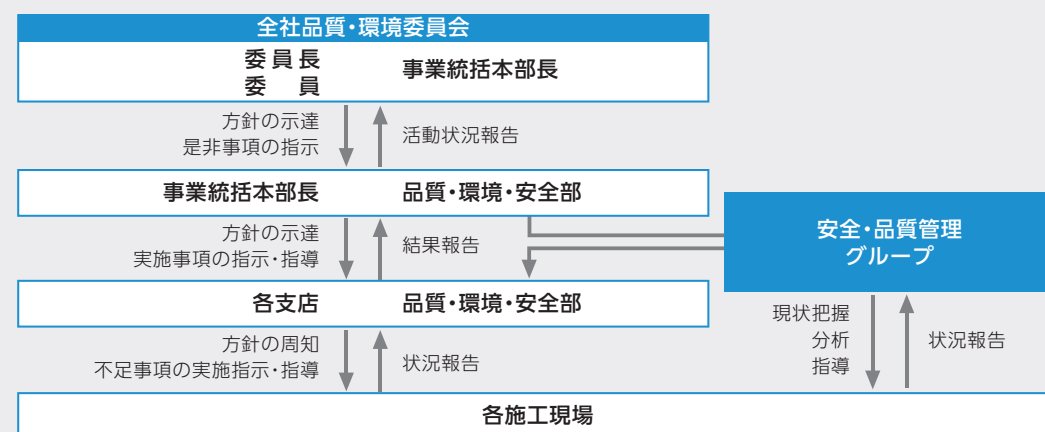 全社品質・環境委員会
委員長
委　員
事業統括本部長
方針の示達
是非事項の指示
活動状況報告
事業統括本部長
品質・環境・安全部
方針の示達
実施事項の指示・指導
結果報告
安全・品質管理
グループ
各支店
品質・環境・安全部
方針の周知
不足事項の実施指示・指導
状況報告
現状把握
分析
指導
状況報告
各施工現場